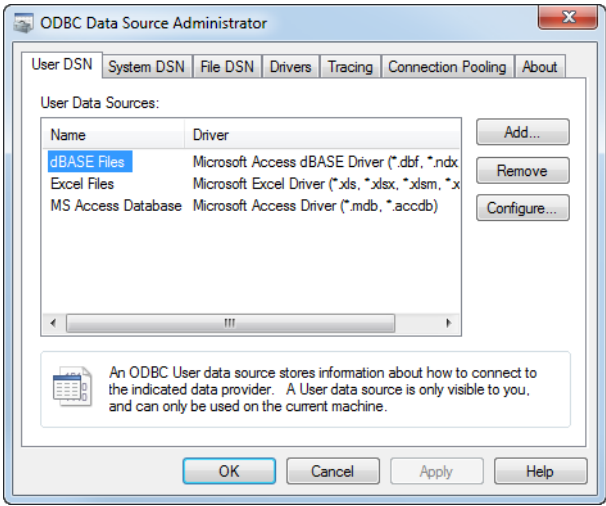 ODBC Data Source Administrator
User DSN System DSN File DSN Drivers Tracing Connection Pooling About
User Data Sources:
Name Driver
dBASE Files Microsoft Access dBASE Driver (*.dbf, *.ndx
Excel Files Microsoft Excel Driver (*.xls, *.xlsx, *.xlsm, *.x
MS Access Database Microsoft Access Driver (*.mdb, *.accdb)
Add...
Remove
Configure...
An ODBC User data source stores information about how to connect to
the indicated data provider. A User data source is only visible to you,
and can only be used on the current machine.
OK Cancel Apply Help